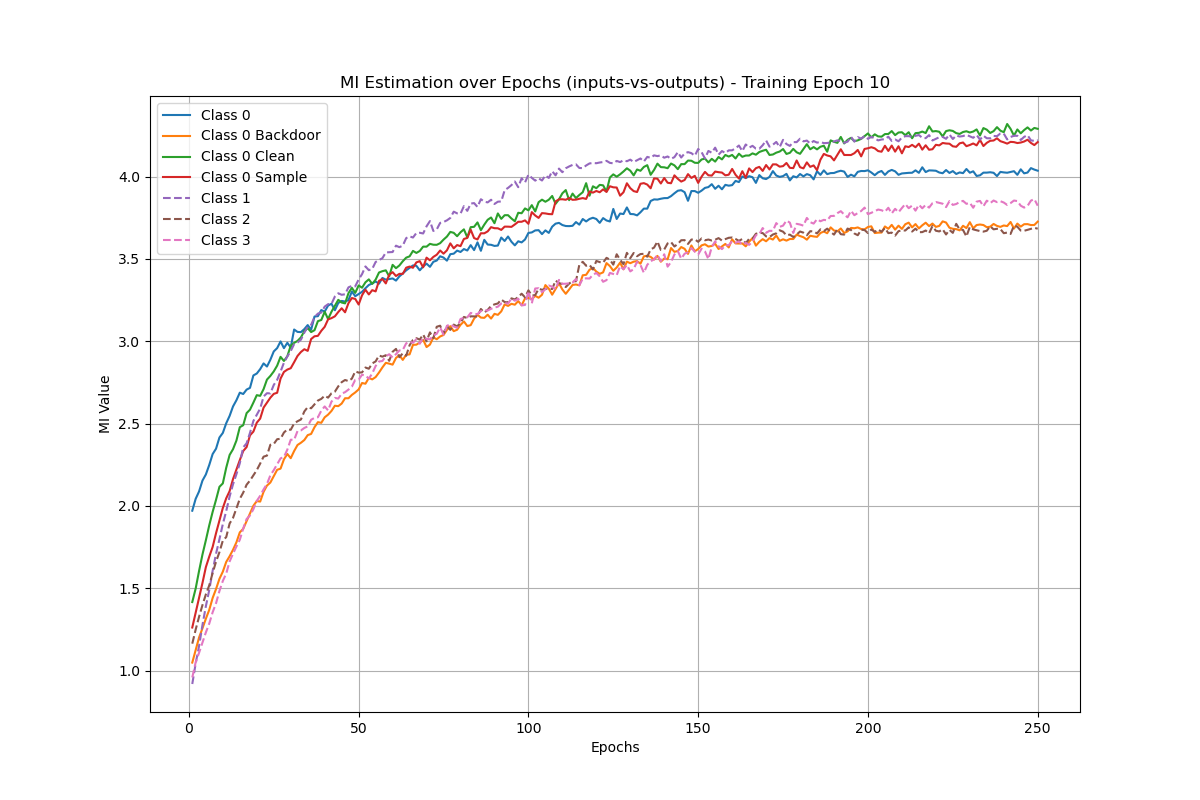 MI Estimation over Epochs (inputs-vs-outputs) - Training Epoch 10
Class 0
Class 0 Backdoor
Class 0 Clean
Class 0 Sample
Class 1
Class 2
Class 3
4.0
3.5
3.0
2.5
2.0
1.5
1.0
MI Value
0 50 100 150 200 250
Epochs